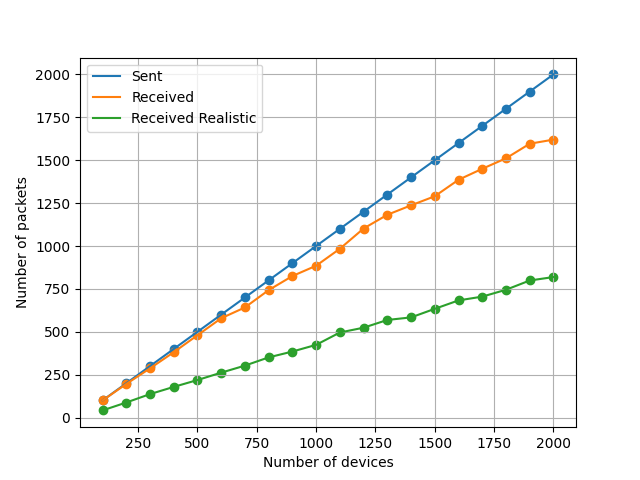 Sent
Received
Received Realistic
2000
1750
1500
1250
1000
750
500
250
0
Number of packets
250 500 750 1000 1250 1500 1750 2000
Number of devices